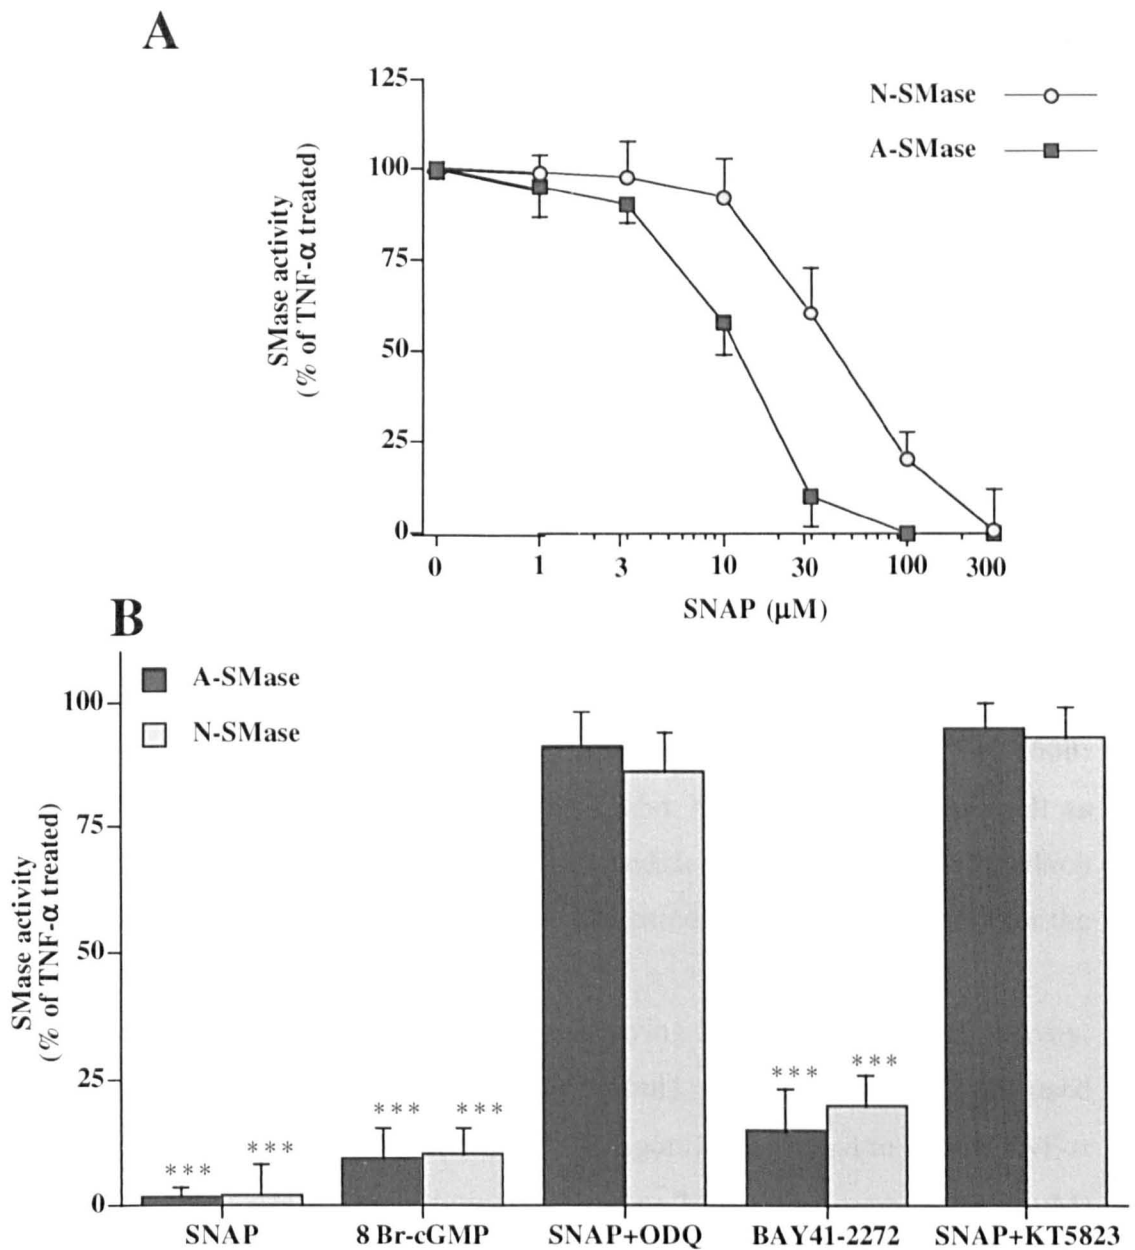 A
N-SMase
A-SMase
SMase activity
(% of TNF-α treated)
125
100
75
50
25
0
0 1 3 10 30 100 300
SNAP (µM)
B
A-SMase
N-SMase
SMase activity
(% of TNF-α treated)
100
75
50
25
0
*** *** *** *** *** ***
SNAP 8 Br-cGMP SNAP+ODQ BAY41-2272 SNAP+KT5823